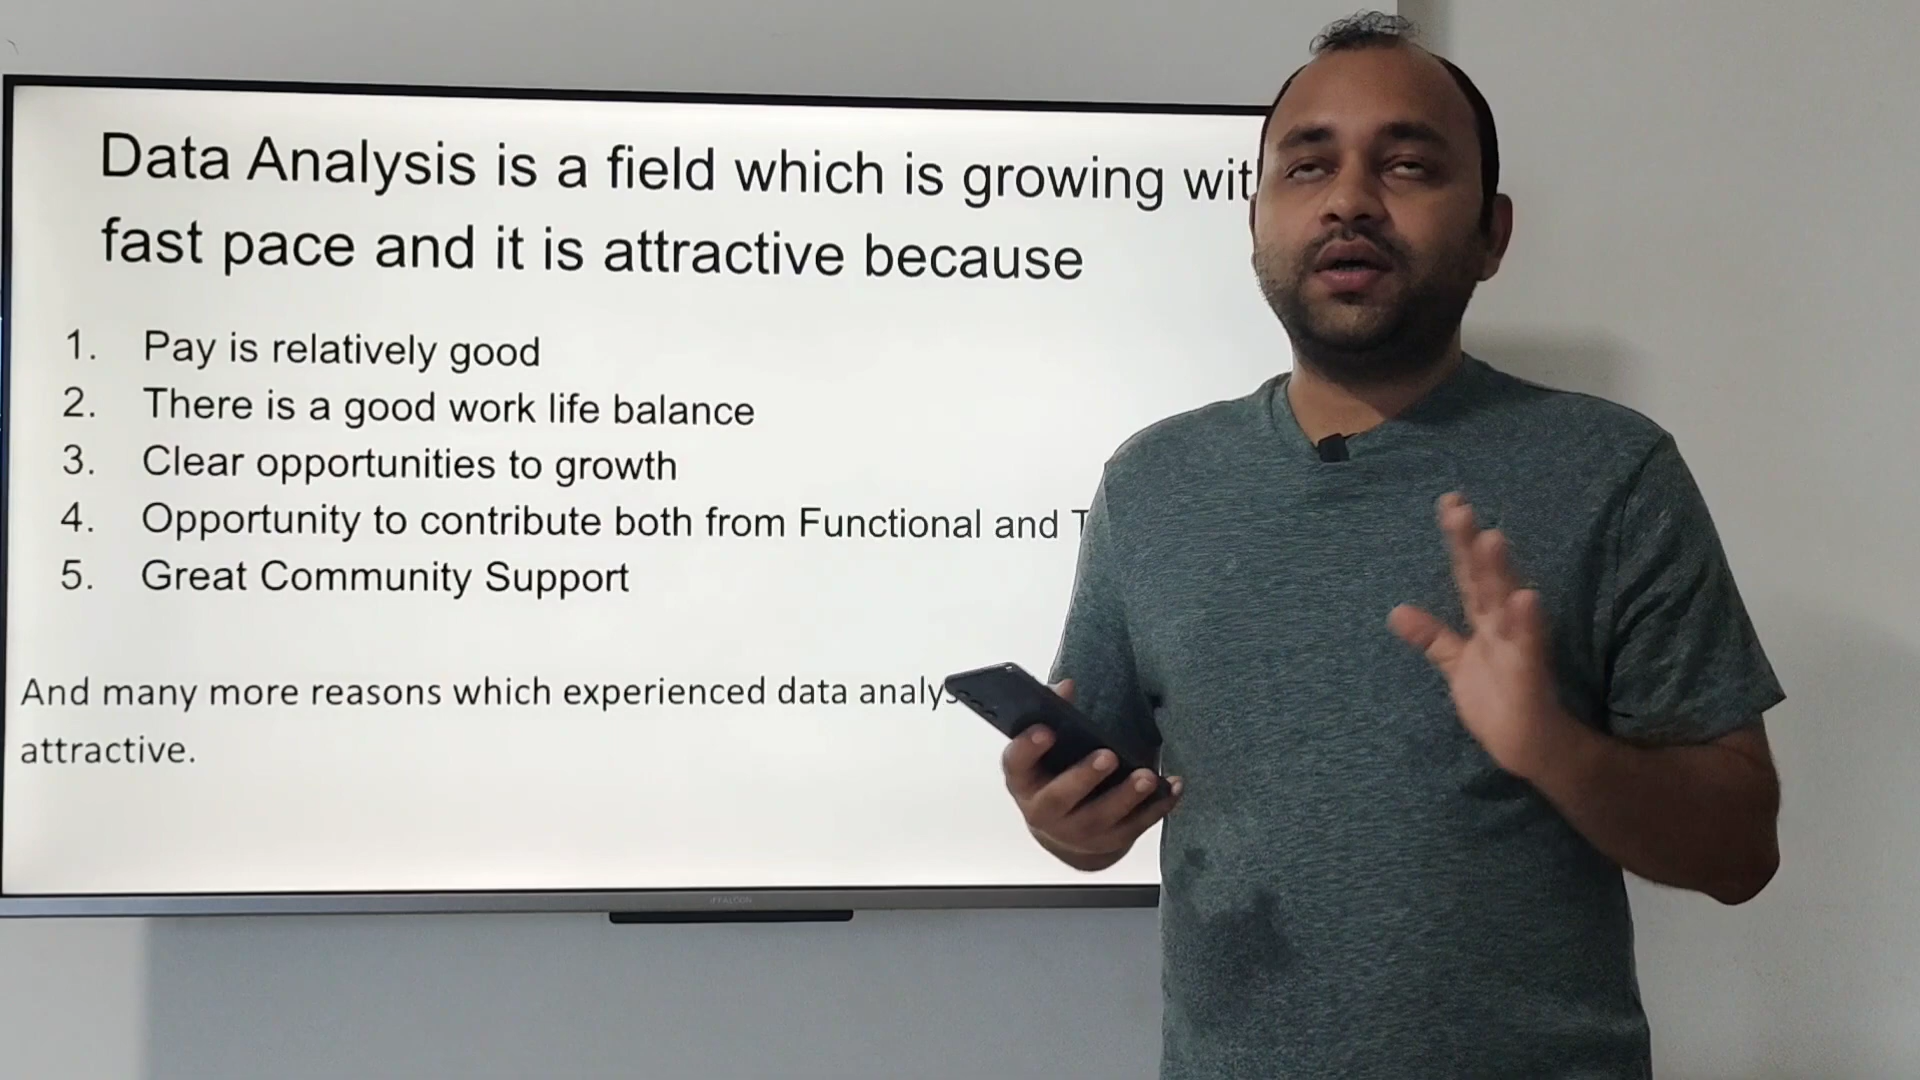 Data Analysis is a field which is growing
fast pace and it is attractive because
1. Pay is relatively good
2. There is a good work life balance
3. Clear opportunities to growth
4. Opportunity to contribute both from Functional and
5. Great Community Support
And many more reasons which experienced data
attractive.
iFFALCON